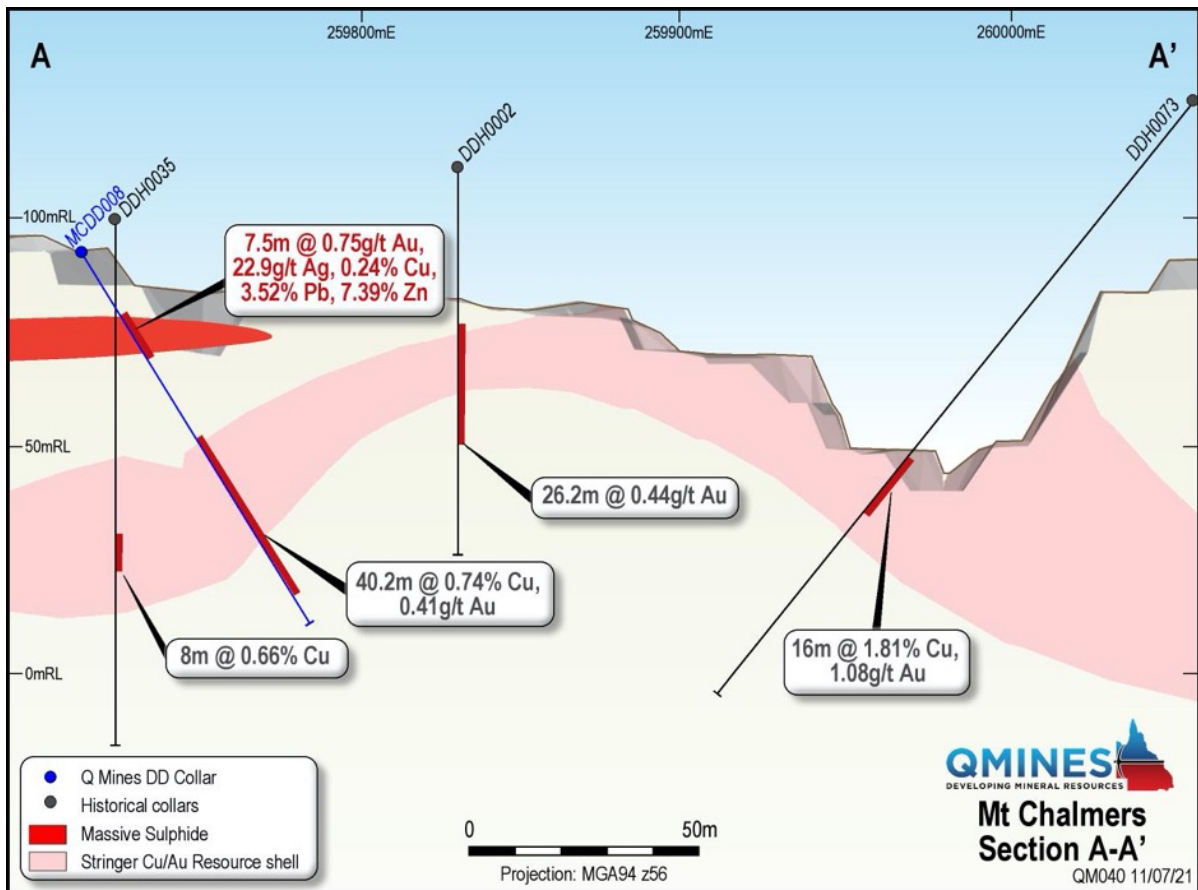 259800mE
259900mE
260000mE
A
A'
MCDD008
DDH0035
DDH0002
DDH0073
100mRL
7.5m @ 0.75g/t Au,
22.9g/t Ag, 0.24% Cu,
3.52% Pb, 7.39% Zn
50mRL
26.2m @ 0.44g/t Au
40.2m @ 0.74% Cu,
0.41g/t Au
8m @ 0.66% Cu
16m @ 1.81% Cu,
1.08g/t Au
0mRL
Q Mines DD Collar
Historical collars
Massive Sulphide
Stringer Cu/Au Resource shell
0
50m
Projection: MGA94 z56
QMINES
DEVELOPING MINERAL RESOURCES
Mt Chalmers
Section A-A'
QM040 11/07/21